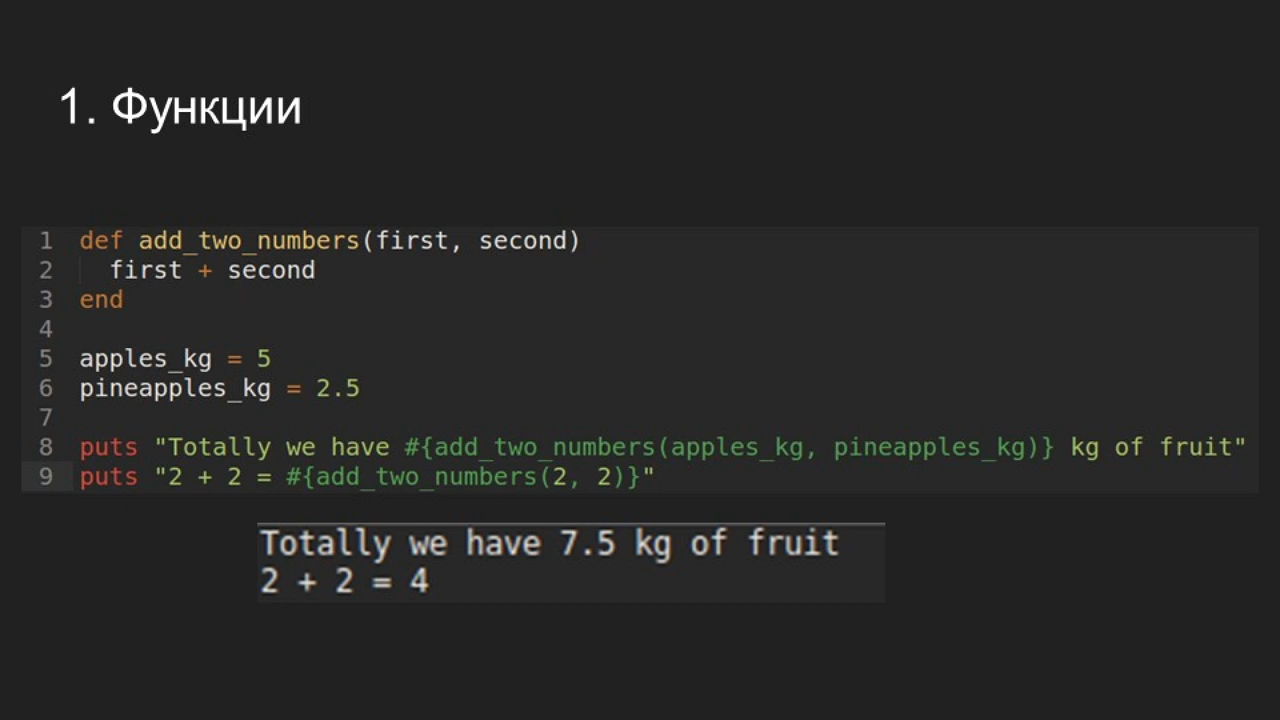 1. Функции
1 def add_two_numbers(first, second)
2   first + second
3 end
4
5 apples_kg = 5
6 pineapples_kg = 2.5
7
8 puts "Totally we have #{add_two_numbers(apples_kg, pineapples_kg)} kg of fruit"
9 puts "2 + 2 = #{add_two_numbers(2, 2)}"
Totally we have 7.5 kg of fruit
2 + 2 = 4